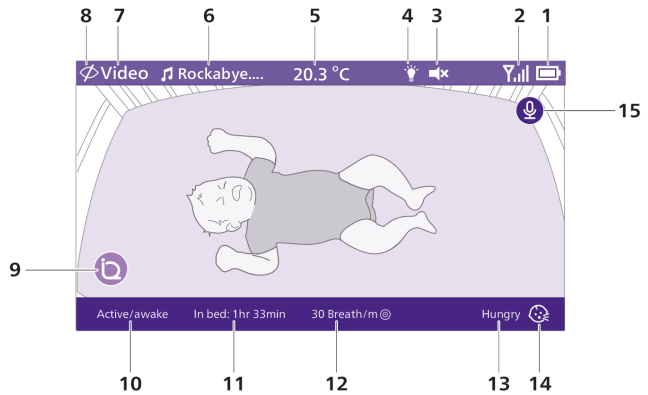 8 7 6 5 4 3 2 1
Video Rockabye.... 20.3 °C
15
9
Active/awake In bed: 1hr 33min 30 Breath/m Hungry
10 11 12 13 14